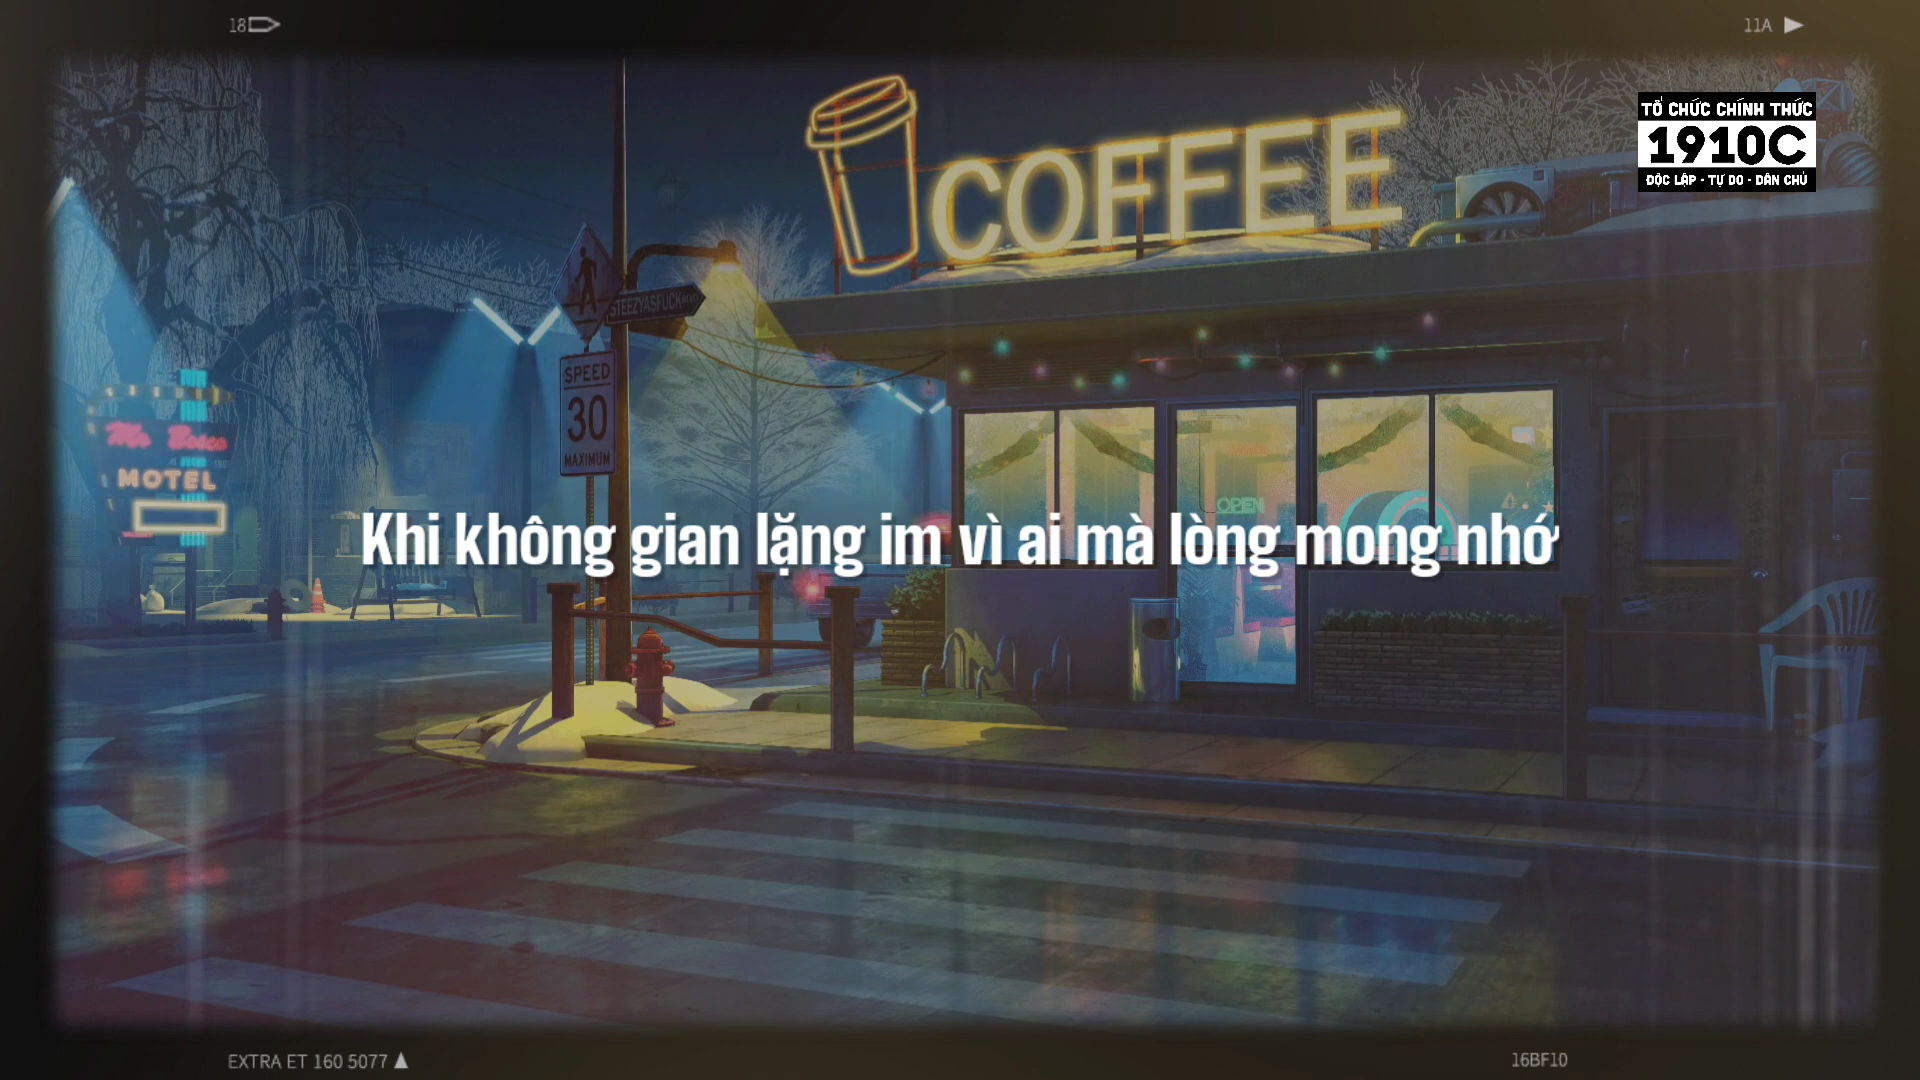 18
11A
TỔ CHỨC CHÍNH THỨC
1910C
ĐỘC LẬP - TỰ DO - DÂN CHỦ
COFFEE
STEEZYASFUCK BLVD
SPEED
30
MAXIMUM
MOTEL
OPEN
Khi không gian lặng im vì ai mà lòng mong nhớ
EXTRA ET 160 5077
16BF10